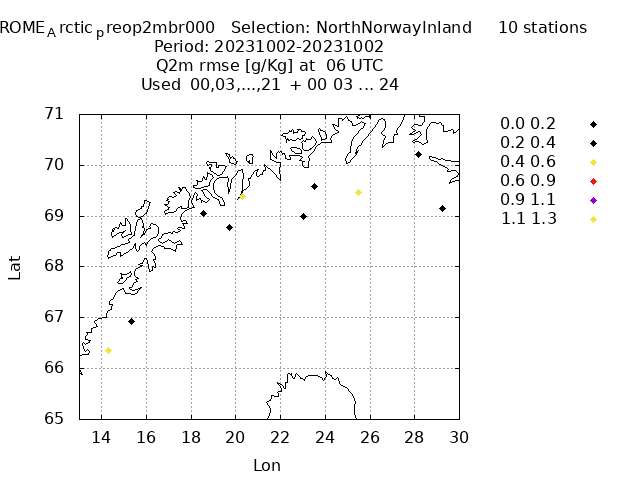 ROME_Arctic_preop2mbr000 Selection: NorthNorwayInland 10 stations
Period: 20231002-20231002
Q2m rmse [g/Kg] at 06 UTC
Used 00,03,...,21 + 00 03 ... 24
71
70
69
68
67
66
65
Lat
14 16 18 20 22 24 26 28 30
Lon
0.0 0.2
0.2 0.4
0.4 0.6
0.6 0.9
0.9 1.1
1.1 1.3